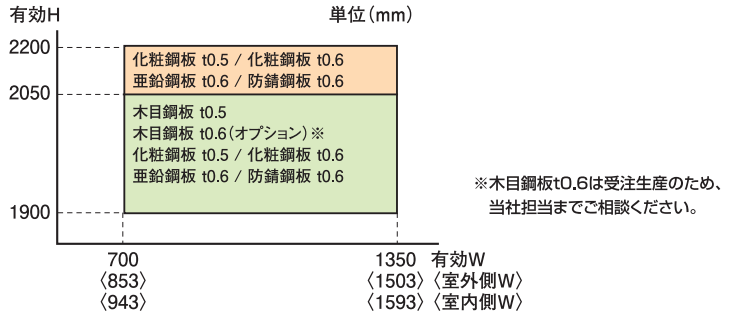 有効H
単位(mm)
2200
化粧鋼板 t0.5 / 化粧鋼板 t0.6
亜鉛鋼板 t0.6 / 防錆鋼板 t0.6
2050
木目鋼板 t0.5
木目鋼板 t0.6(オプション)※
化粧鋼板 t0.5 / 化粧鋼板 t0.6
亜鉛鋼板 t0.6 / 防錆鋼板 t0.6
※木目鋼板t0.6は受注生産のため、
当社担当までご相談ください。
1900
700 1350 有効W
〈853〉 〈1503〉〈室外側W〉
〈943〉 〈1593〉〈室内側W〉